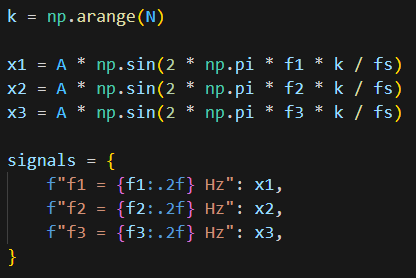 k = np.arange(N)

x1 = A * np.sin(2 * np.pi * f1 * k / fs)
x2 = A * np.sin(2 * np.pi * f2 * k / fs)
x3 = A * np.sin(2 * np.pi * f3 * k / fs)

signals = {
    f"f1 = {f1:.2f} Hz": x1,
    f"f2 = {f2:.2f} Hz": x2,
    f"f3 = {f3:.2f} Hz": x3,
}